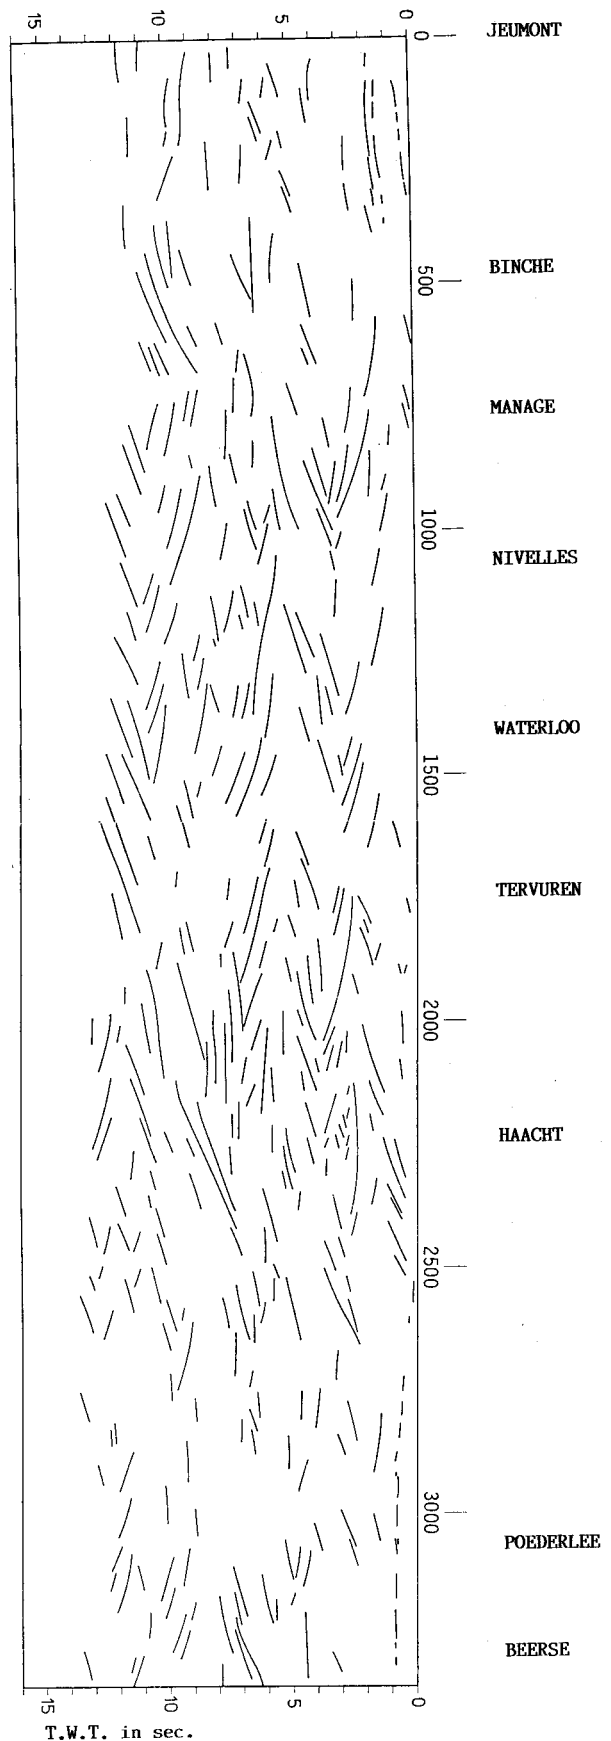 15 10 5 0
0 JEUMONT
BINCHE
500
MANAGE
1000
NIVELLES
WATERLOO
1500
TERVUREN
2000
HAACHT
2500
3000
POEDERLEE
BEERSE
15 10 5 0
T.W.T. in sec.